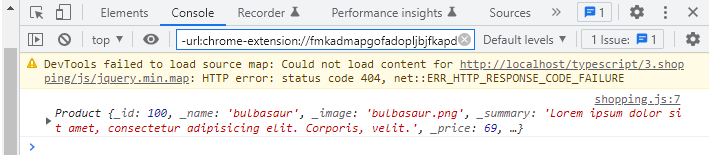 Elements Console Recorder Performance insights Sources » 1
top -url:chrome-extension://fmkadmapgofadopljbjfkapd Default levels 1 Issue: 1
DevTools failed to load source map: Could not load content for http://localhost/typescript/3.shop
ping/js/jquery.min.map: HTTP error: status code 404, net::ERR_HTTP_RESPONSE_CODE_FAILURE
shopping.js:7
Product {_id: 100, _name: 'bulbasaur', _image: 'bulbasaur.png', _summary: 'Lorem ipsum dolor si
t amet, consectetur adipisicing elit. Corporis, velit.', _price: 69, …}